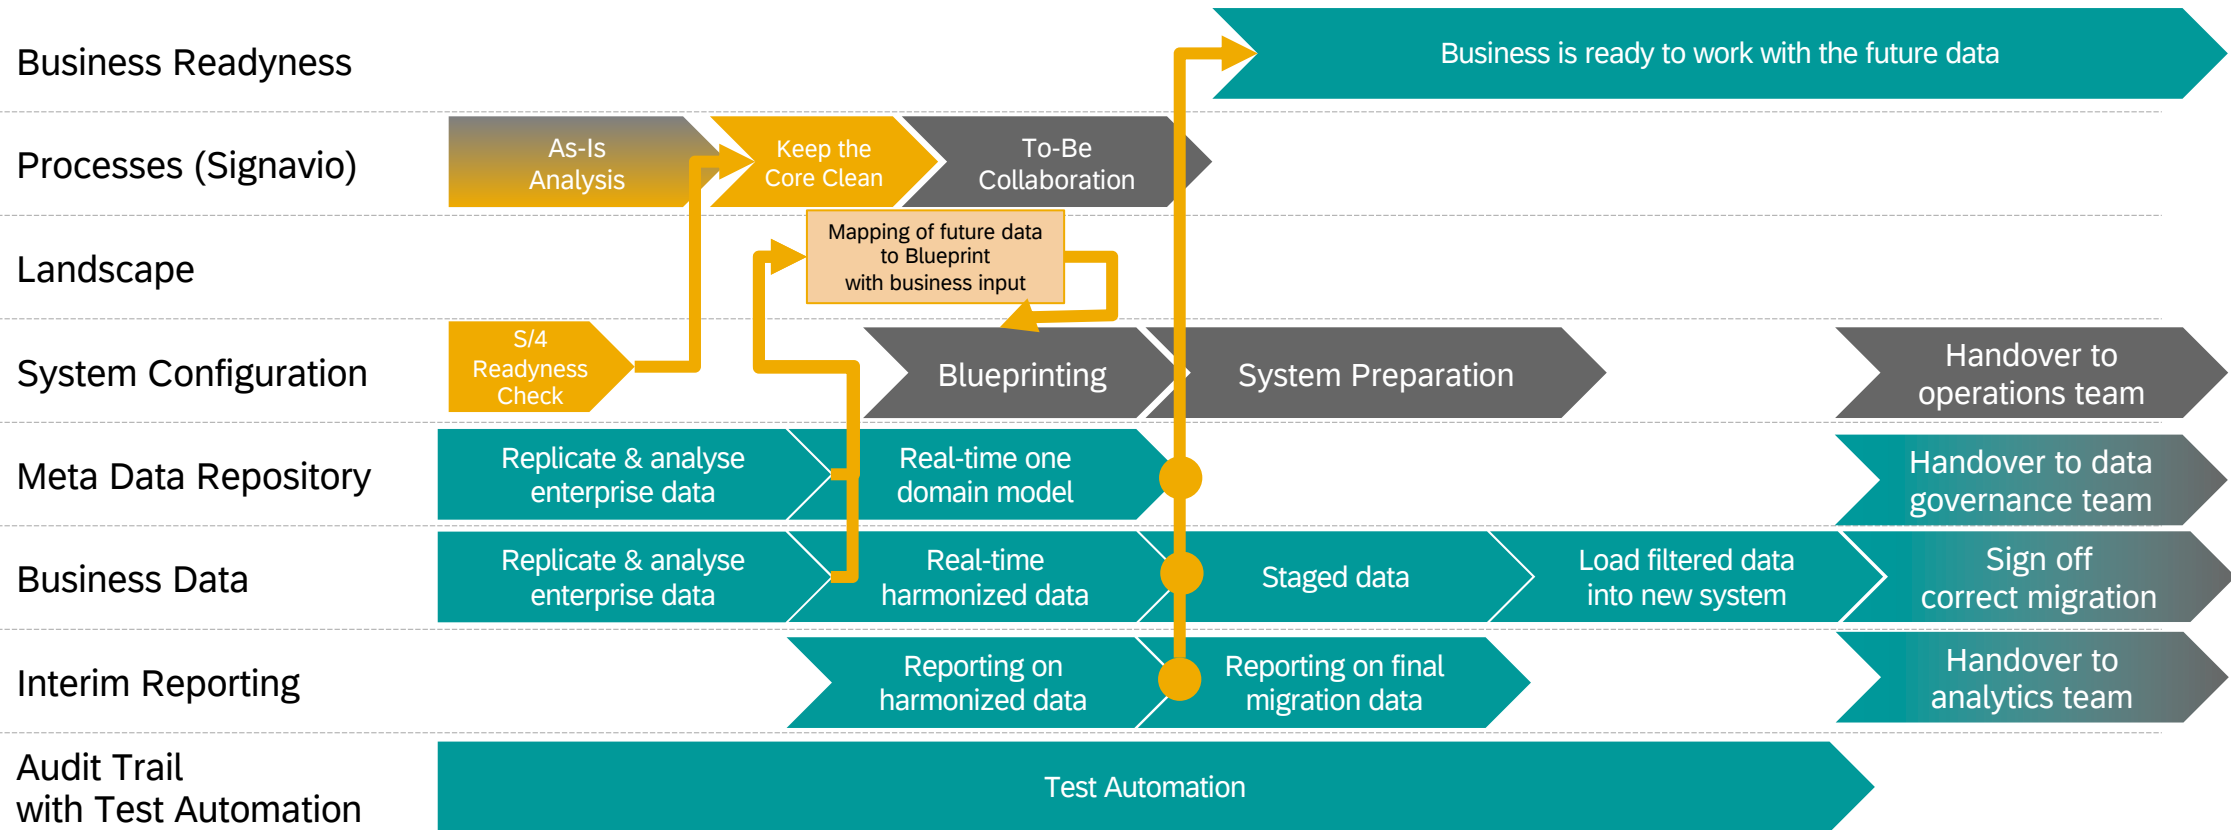 Business Readyness
Business is ready to work with the future data
Processes (Signavio)
As-Is
Analysis
Keep the
Core Clean
To-Be
Collaboration
Landscape
Mapping of future data
to Blueprint
with business input
System Configuration
S/4
Readyness
Check
Blueprinting
System Preparation
Handover to
operations team
Meta Data Repository
Replicate & analyse
enterprise data
Real-time one
domain model
Handover to data
governance team
Business Data
Replicate & analyse
enterprise data
Real-time
harmonized data
Staged data
Load filtered data
into new system
Sign off
correct migration
Interim Reporting
Reporting on
harmonized data
Reporting on final
migration data
Handover to
analytics team
Audit Trail
with Test Automation
Test Automation